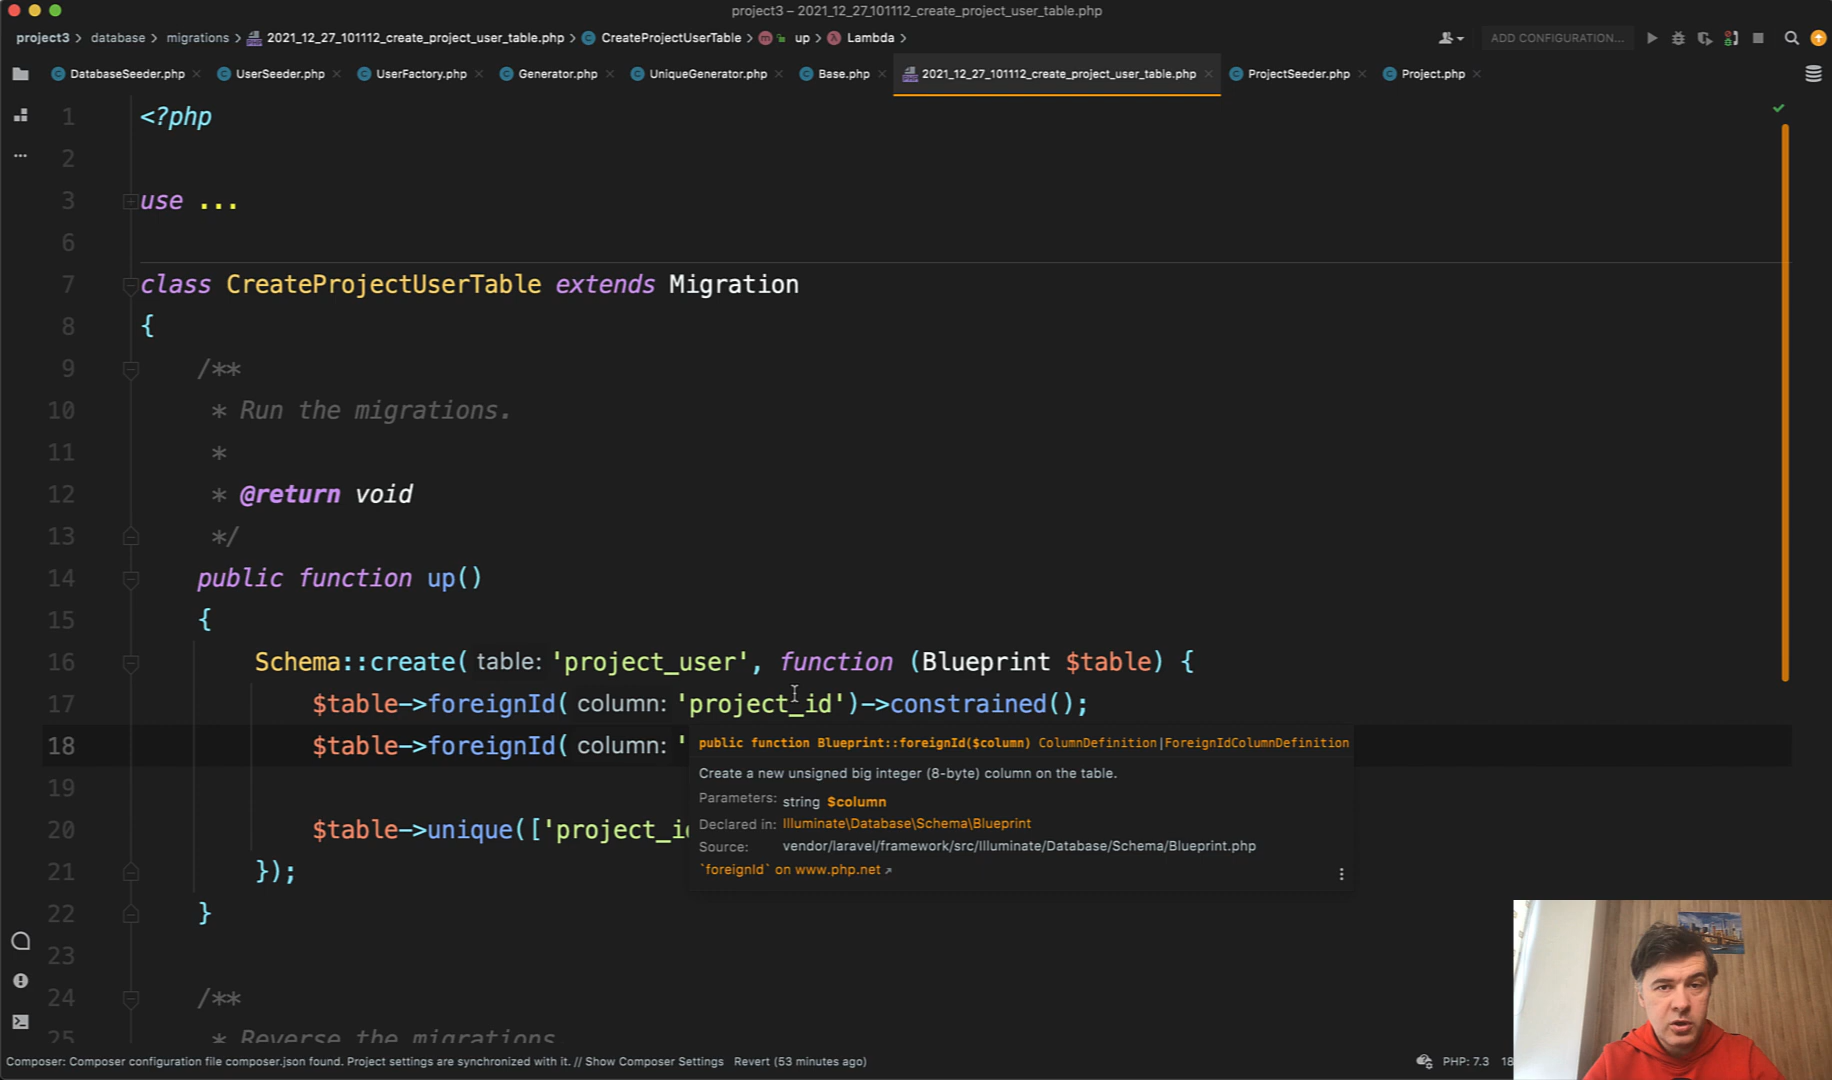 project3 – 2021_12_27_101112_create_project_user_table.php
project3 > database > migrations > 2021_12_27_101112_create_project_user_table.php > CreateProjectUserTable > up > Lambda >
ADD CONFIGURATION...
DatabaseSeeder.php
UserSeeder.php
UserFactory.php
Generator.php
UniqueGenerator.php
Base.php
2021_12_27_101112_create_project_user_table.php
ProjectSeeder.php
Project.php
1 <?php
2
3 use ...
6
7 class CreateProjectUserTable extends Migration
8 {
9 /**
10 * Run the migrations.
11 *
12 * @return void
13 */
14 public function up()
15 {
16 Schema::create( table: 'project_user', function (Blueprint $table) {
17 $table->foreignId( column: 'project_id')->constrained();
18 $table->foreignId( column: '
public function Blueprint::foreignId($column) ColumnDefinition|ForeignIdColumnDefinition
Create a new unsigned big integer (8-byte) column on the table.
Parameters: string $column
Declared in: Illuminate\Database\Schema\Blueprint
Source: vendor/laravel/framework/src/Illuminate/Database/Schema/Blueprint.php
`foreignId` on www.php.net ↗
19
20 $table->unique(['project_id
21 });
22 }
23
24 /**
25 * Reverse the migrations
Composer: Composer configuration file composer.json found. Project settings are synchronized with it. // Show Composer Settings Revert (53 minutes ago)
PHP: 7.3 18